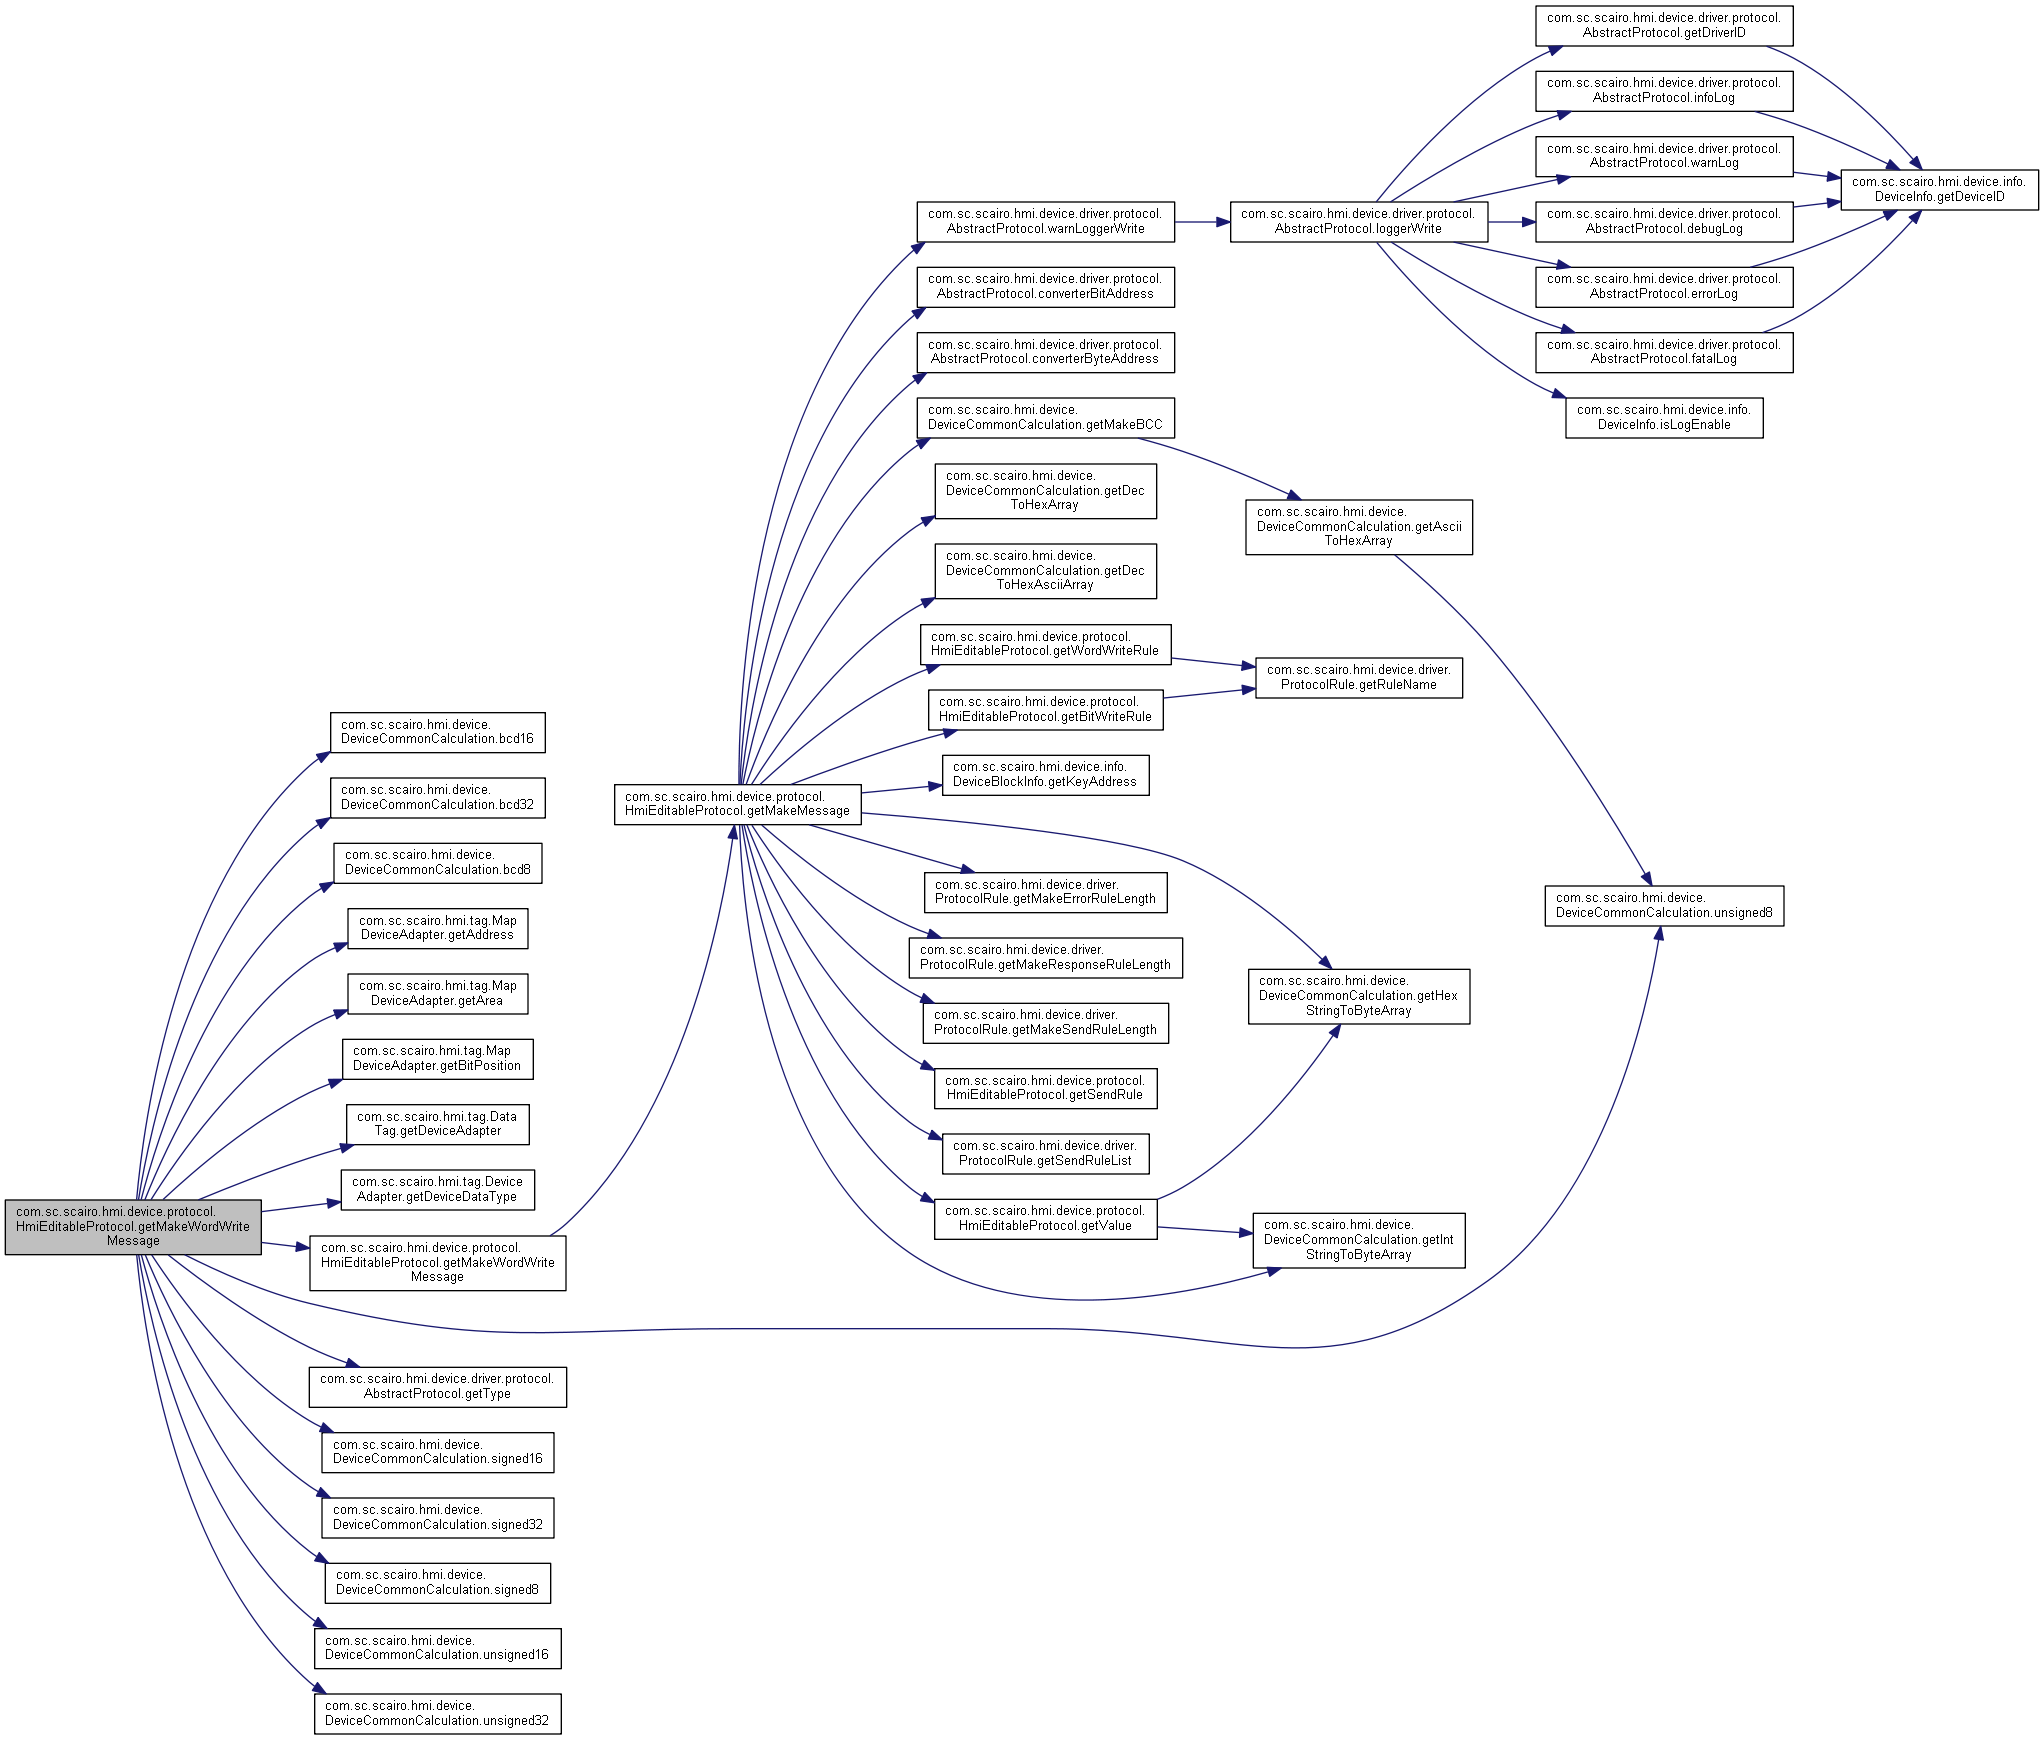 com.sc.scairo.hmi.device.driver.protocol.
AbstractProtocol.getDriverID
com.sc.scairo.hmi.device.driver.protocol.
AbstractProtocol.infoLog
com.sc.scairo.hmi.device.driver.protocol.
AbstractProtocol.warnLog
com.sc.scairo.hmi.device.info.
DeviceInfo.getDeviceID
com.sc.scairo.hmi.device.driver.protocol.
AbstractProtocol.warnLoggerWrite
com.sc.scairo.hmi.device.driver.protocol.
AbstractProtocol.loggerWrite
com.sc.scairo.hmi.device.driver.protocol.
AbstractProtocol.debugLog
com.sc.scairo.hmi.device.driver.protocol.
AbstractProtocol.converterBitAddress
com.sc.scairo.hmi.device.driver.protocol.
AbstractProtocol.errorLog
com.sc.scairo.hmi.device.driver.protocol.
AbstractProtocol.converterByteAddress
com.sc.scairo.hmi.device.driver.protocol.
AbstractProtocol.fatalLog
com.sc.scairo.hmi.device.
DeviceCommonCalculation.getMakeBCC
com.sc.scairo.hmi.device.info.
DeviceInfo.isLogEnable
com.sc.scairo.hmi.device.
DeviceCommonCalculation.getDec
ToHexArray
com.sc.scairo.hmi.device.
DeviceCommonCalculation.getAscii
ToHexArray
com.sc.scairo.hmi.device.
DeviceCommonCalculation.getDec
ToHexAsciiArray
com.sc.scairo.hmi.device.protocol.
HmiEditableProtocol.getWordWriteRule
com.sc.scairo.hmi.device.driver.
ProtocolRule.getRuleName
com.sc.scairo.hmi.device.protocol.
HmiEditableProtocol.getBitWriteRule
com.sc.scairo.hmi.device.
DeviceCommonCalculation.bcd16
com.sc.scairo.hmi.device.info.
DeviceBlockInfo.getKeyAddress
com.sc.scairo.hmi.device.
DeviceCommonCalculation.bcd32
com.sc.scairo.hmi.device.protocol.
HmiEditableProtocol.getMakeMessage
com.sc.scairo.hmi.device.
DeviceCommonCalculation.bcd8
com.sc.scairo.hmi.device.driver.
ProtocolRule.getMakeErrorRuleLength
com.sc.scairo.hmi.device.
DeviceCommonCalculation.unsigned8
com.sc.scairo.hmi.tag.Map
DeviceAdapter.getAddress
com.sc.scairo.hmi.device.driver.
ProtocolRule.getMakeResponseRuleLength
com.sc.scairo.hmi.tag.Map
DeviceAdapter.getArea
com.sc.scairo.hmi.device.
DeviceCommonCalculation.getHex
StringToByteArray
com.sc.scairo.hmi.device.driver.
ProtocolRule.getMakeSendRuleLength
com.sc.scairo.hmi.tag.Map
DeviceAdapter.getBitPosition
com.sc.scairo.hmi.device.protocol.
HmiEditableProtocol.getSendRule
com.sc.scairo.hmi.tag.Data
Tag.getDeviceAdapter
com.sc.scairo.hmi.device.driver.
ProtocolRule.getSendRuleList
com.sc.scairo.hmi.tag.Device
Adapter.getDeviceDataType
com.sc.scairo.hmi.device.protocol.
HmiEditableProtocol.getMakeWordWrite
Message
com.sc.scairo.hmi.device.protocol.
HmiEditableProtocol.getValue
com.sc.scairo.hmi.device.
DeviceCommonCalculation.getInt
StringToByteArray
com.sc.scairo.hmi.device.protocol.
HmiEditableProtocol.getMakeWordWrite
Message
com.sc.scairo.hmi.device.driver.protocol.
AbstractProtocol.getType
com.sc.scairo.hmi.device.
DeviceCommonCalculation.signed16
com.sc.scairo.hmi.device.
DeviceCommonCalculation.signed32
com.sc.scairo.hmi.device.
DeviceCommonCalculation.signed8
com.sc.scairo.hmi.device.
DeviceCommonCalculation.unsigned16
com.sc.scairo.hmi.device.
DeviceCommonCalculation.unsigned32